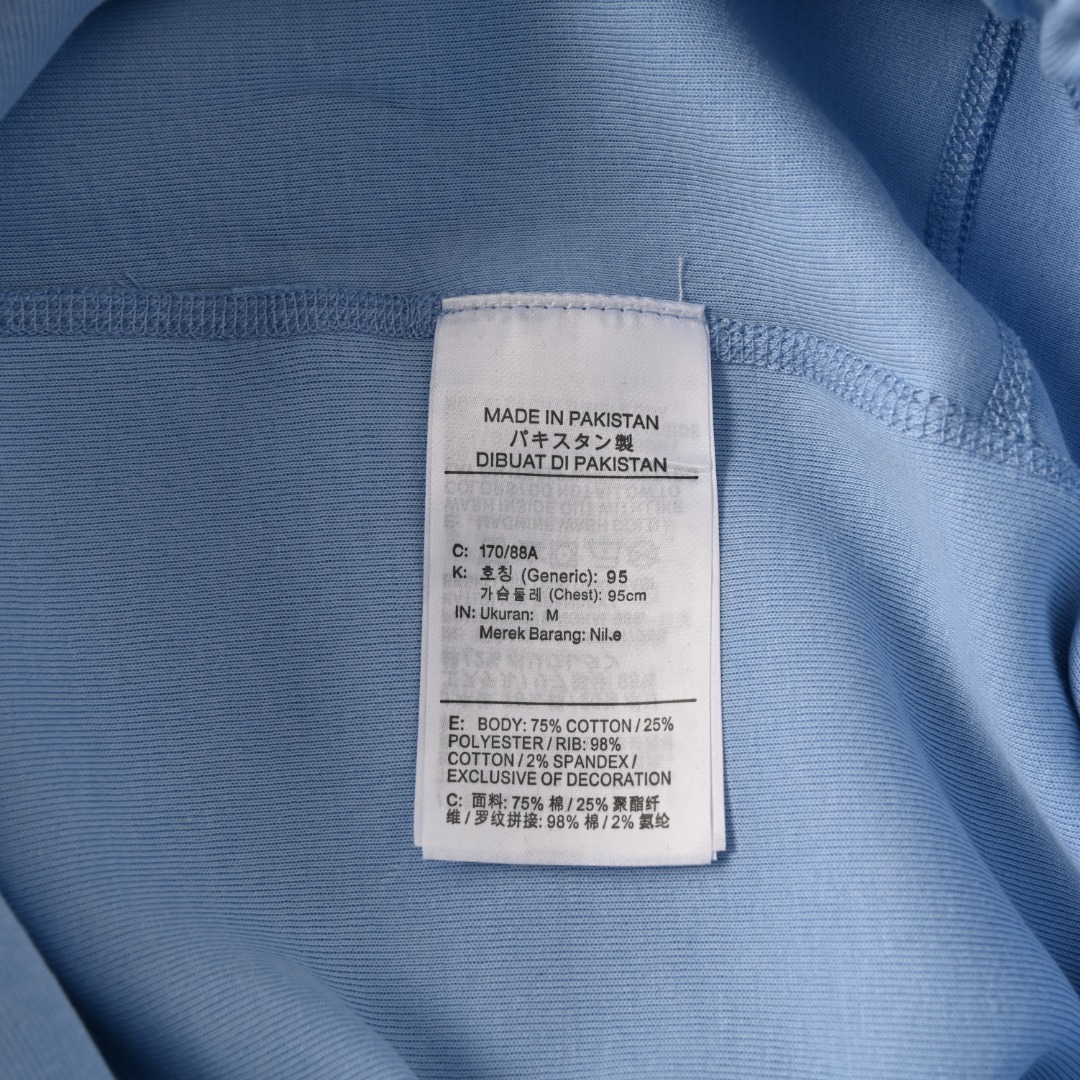 MADE IN PAKISTAN
パキスタン製
DIBUAT DI PAKISTAN
C: 170/88A
K: 호칭 (Generic): 95
가슴둘레 (Chest): 95cm
IN: Ukuran: M
Merek Barang: Ni
E: BODY: 75% COTTON / 25%
POLYESTER / RIB: 98%
COTTON / 2% SPANDEX /
EXCLUSIVE OF DECORATION
C: 面料: 75% 棉 / 25% 聚酯纤
维 / 罗纹拼接: 98% 棉 / 2% 氨纶